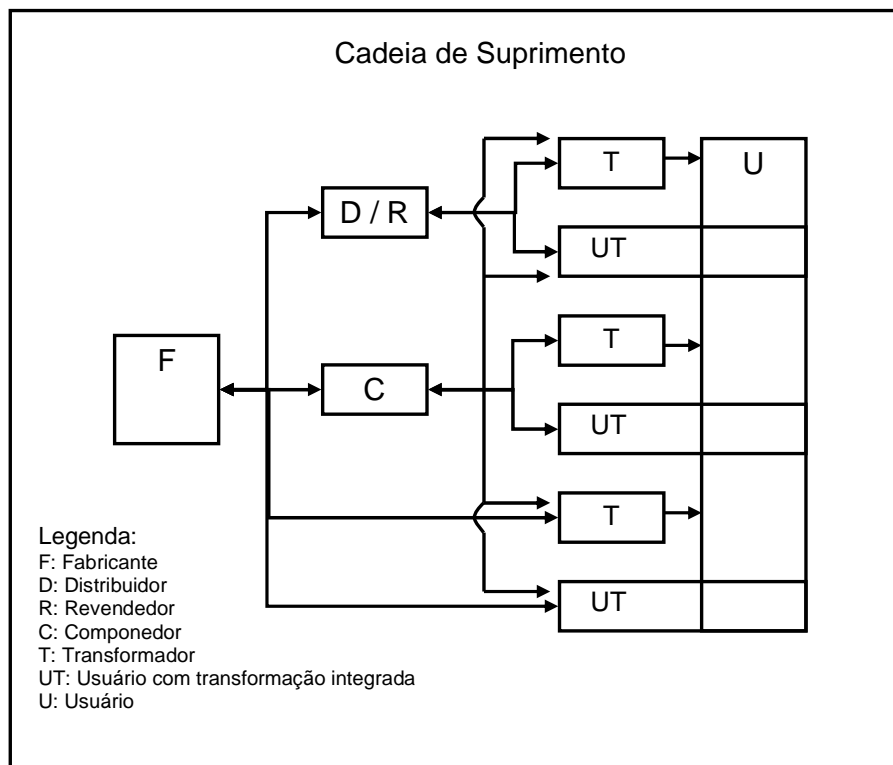 Cadeia de Suprimento
T
U
D / R
UT
T
F
C
UT
T
UT
Legenda:
F: Fabricante
D: Distribuidor
R: Revendedor
C: Componedor
T: Transformador
UT: Usuário com transformação integrada
U: Usuário